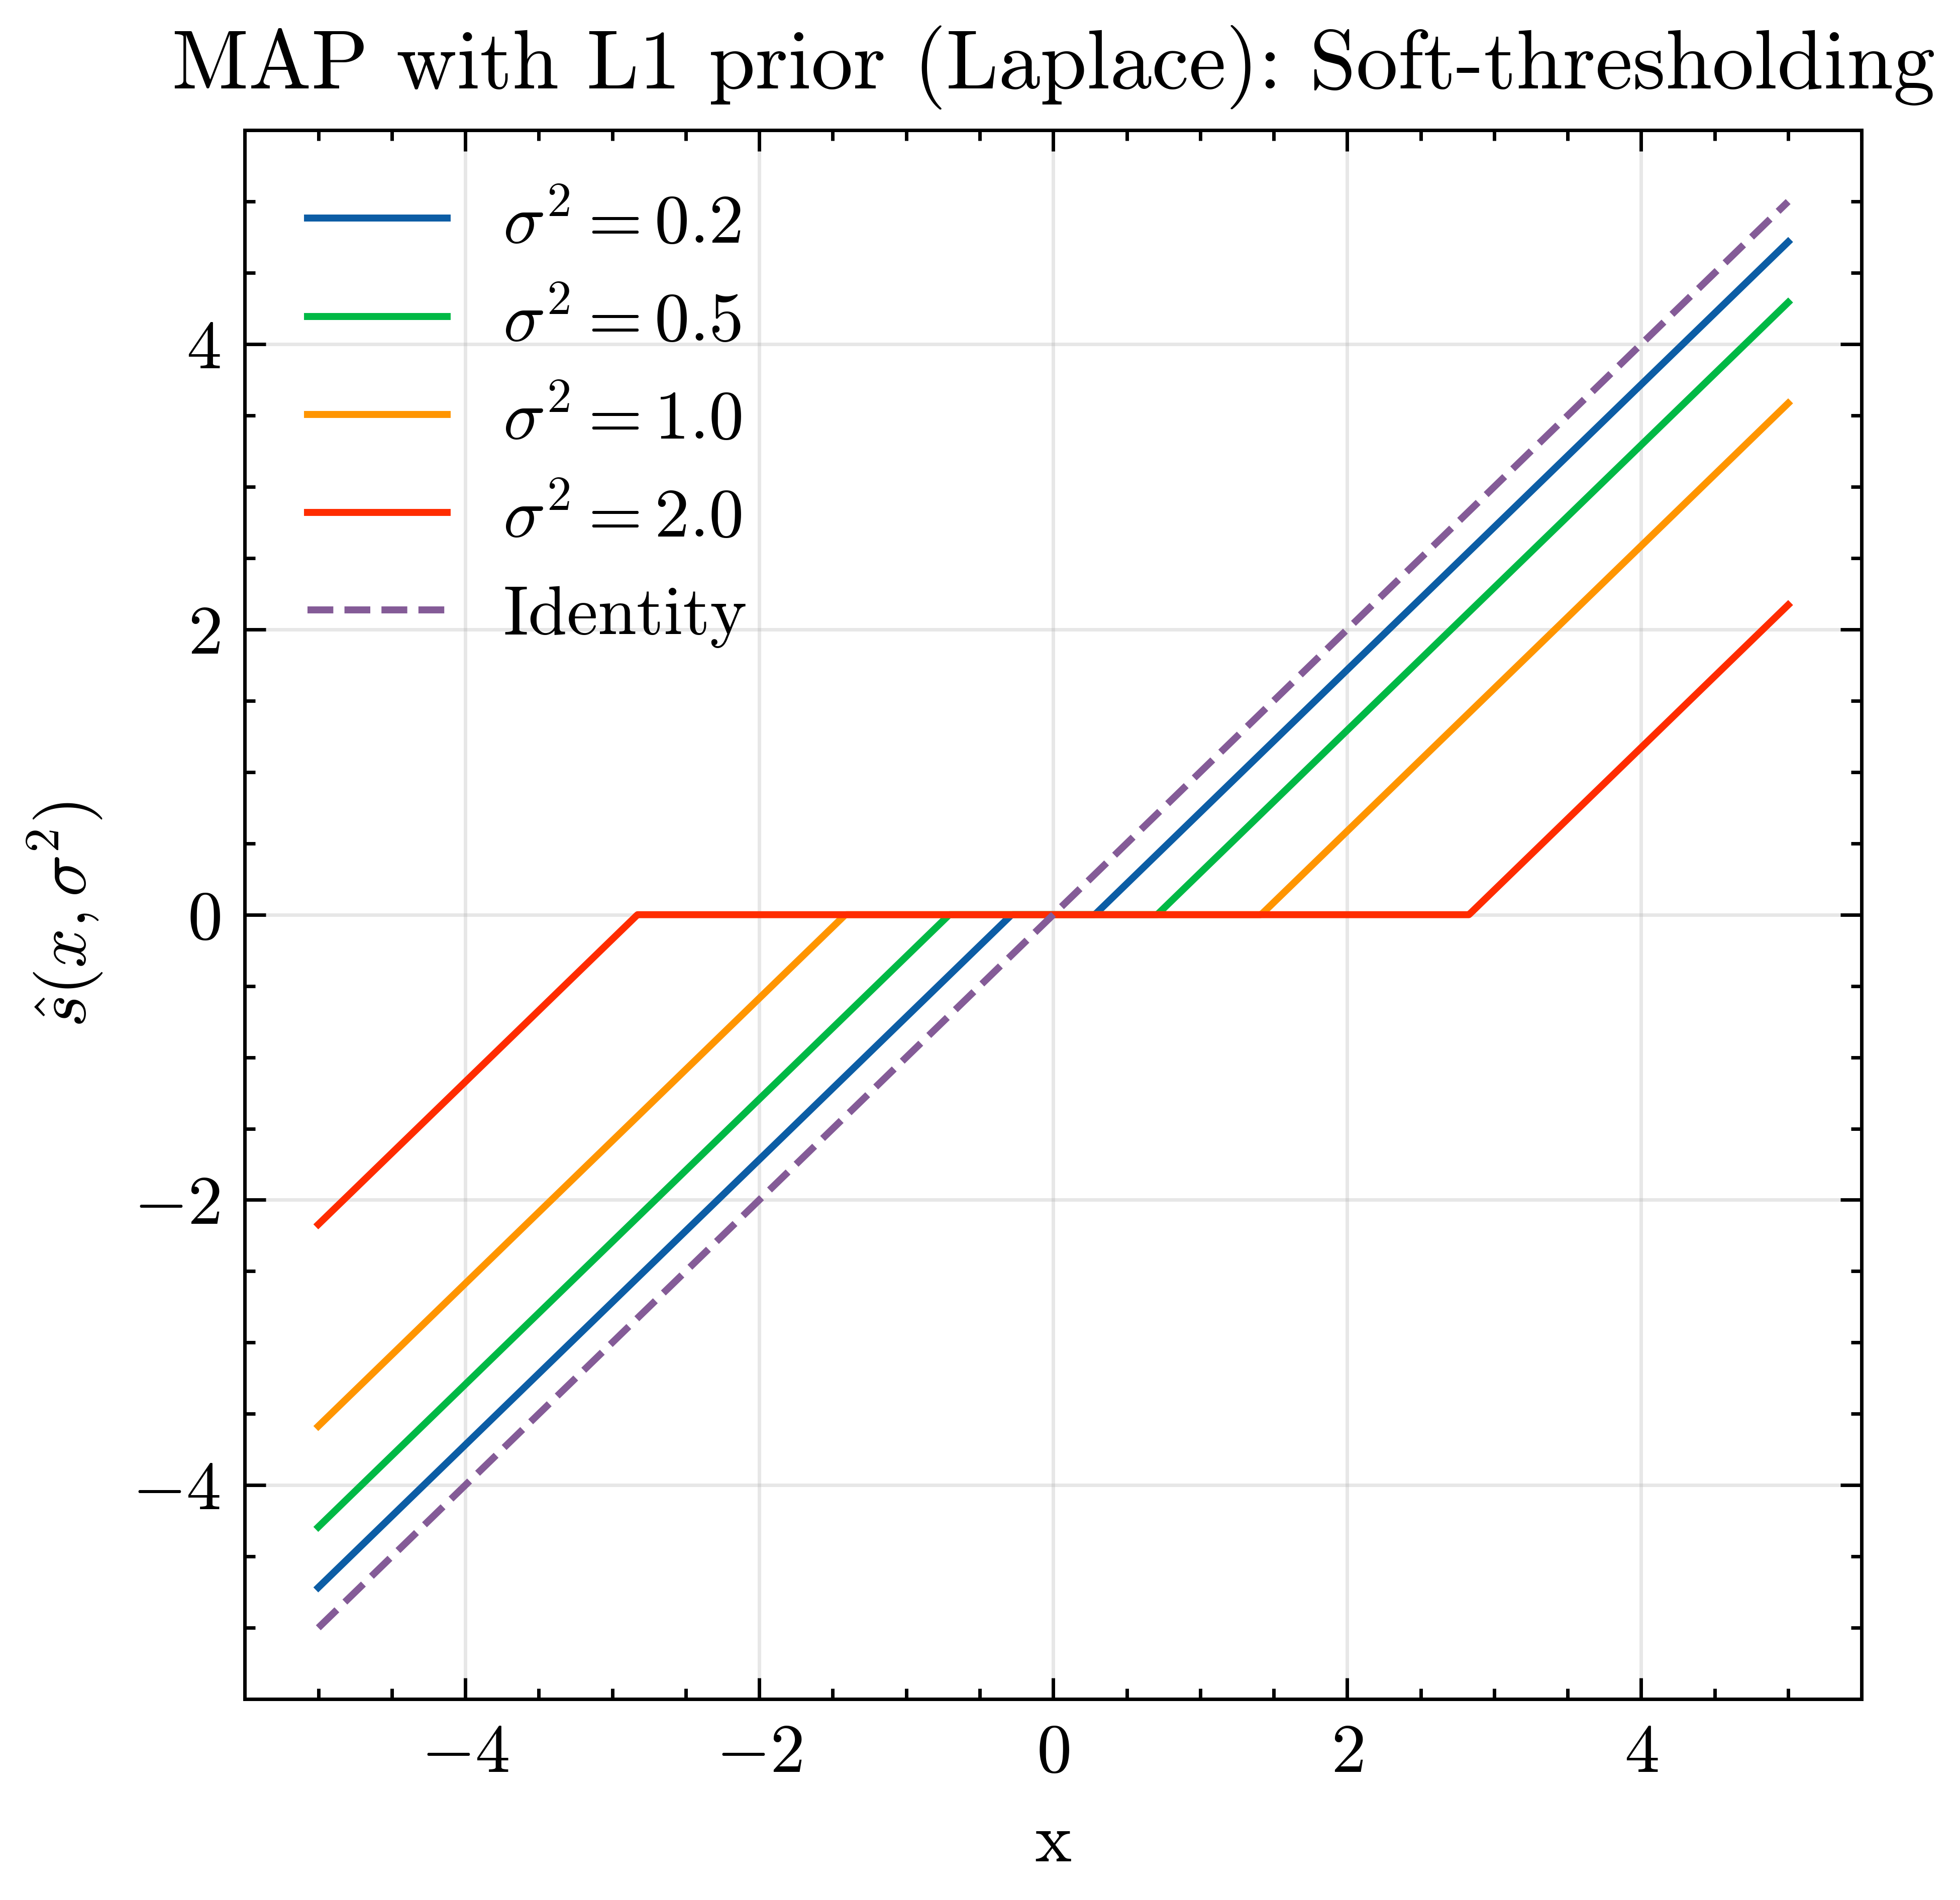 MAP with L1 prior (Laplace): Soft-thresholding
σ² = 0.2
σ² = 0.5
σ² = 1.0
σ² = 2.0
Identity
4
2
0
−2
−4
ŝ(x, σ²)
−4 −2 0 2 4
x